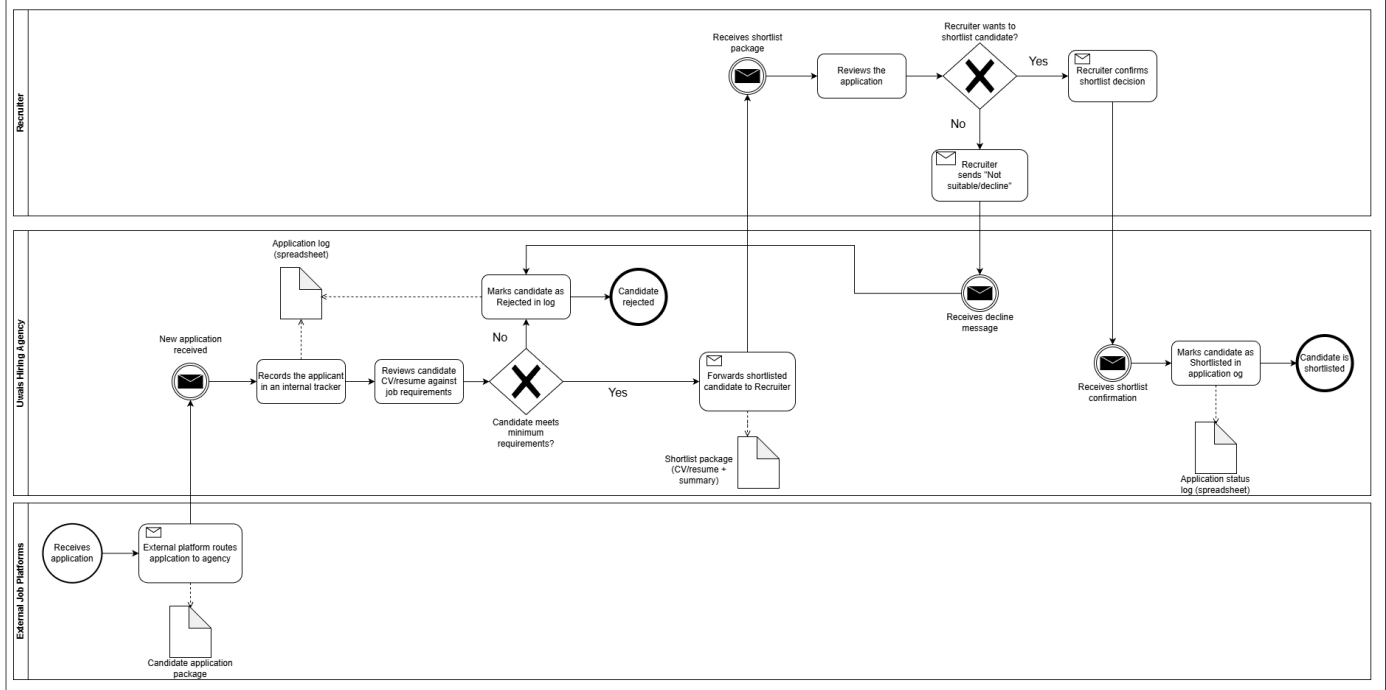 Recruiter
Receives shortlist
package
Reviews the
application
Recruiter wants to
shortlist candidate?
Yes
Recruiter confirms
shortlist decision
No
Recruiter
sends "Not
suitable/decline"
Uwais Hiring Agency
Application log
(spreadsheet)
Marks candidate as
Rejected in log
Candidate
rejected
Receives decline
message
New application
received
No
Records the applicant
in an internal tracker
Reviews candidate
CV/resume against
job requirements
Candidate meets
minimum
requirements?
Yes
Forwards shortlisted
candidate to Recruiter
Shortlist package
(CV/resume +
summary)
Receives shortlist
confirmation
Marks candidate as
Shortlisted in
application og
Candidate is
shortlisted
Application status
log (spreadsheet)
External Job Platforms
Receives
application
External platform routes
applcation to agency
Candidate application
package